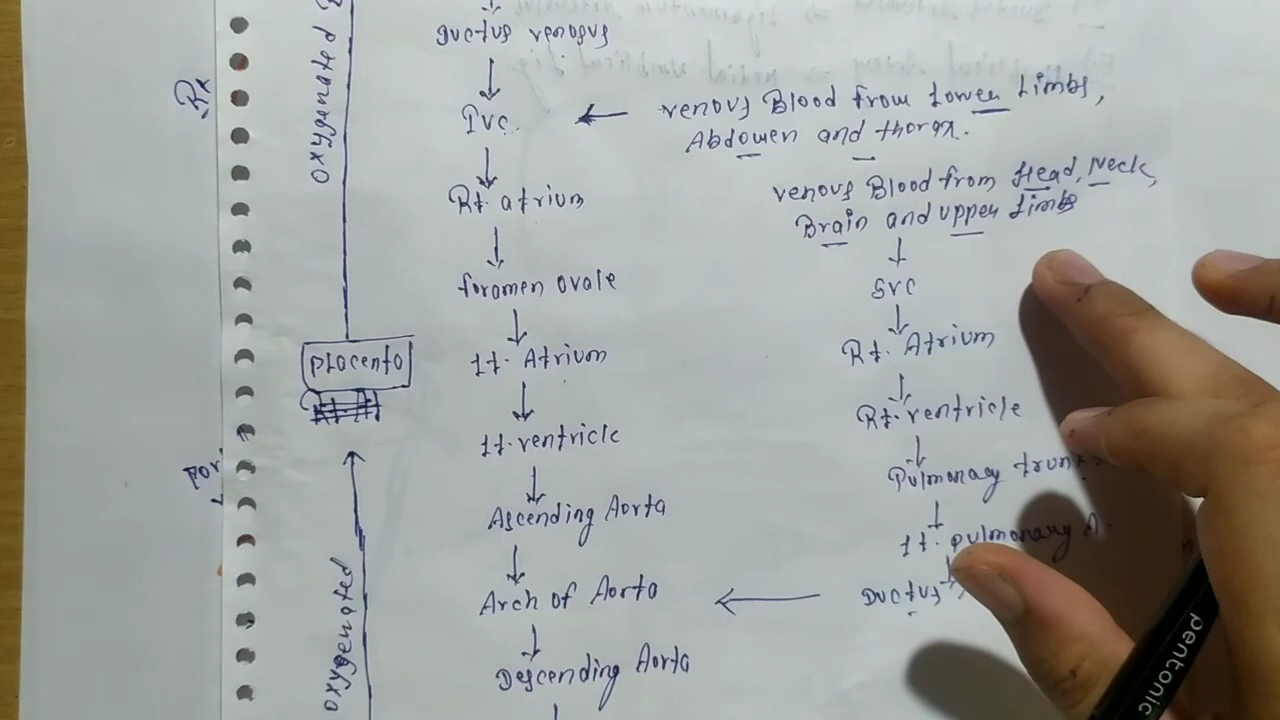 Ductus venosus
IVC
venous Blood from Lower Limbs,
Abdomen and thorax.
Rt. atrium
venous Blood from Head, Neck,
Brain and upper Limbs
foramen ovale
SVC
Lt. Atrium
Rt. Atrium
Lt. ventricle
Rt. ventricle
Ascending Aorta
Pulmonary trunk
Lt. pulmonary A.
Arch of Aorta
Ductus
Descending Aorta
oxygenated
placenta
oxygenated
Rx
For
pentonic